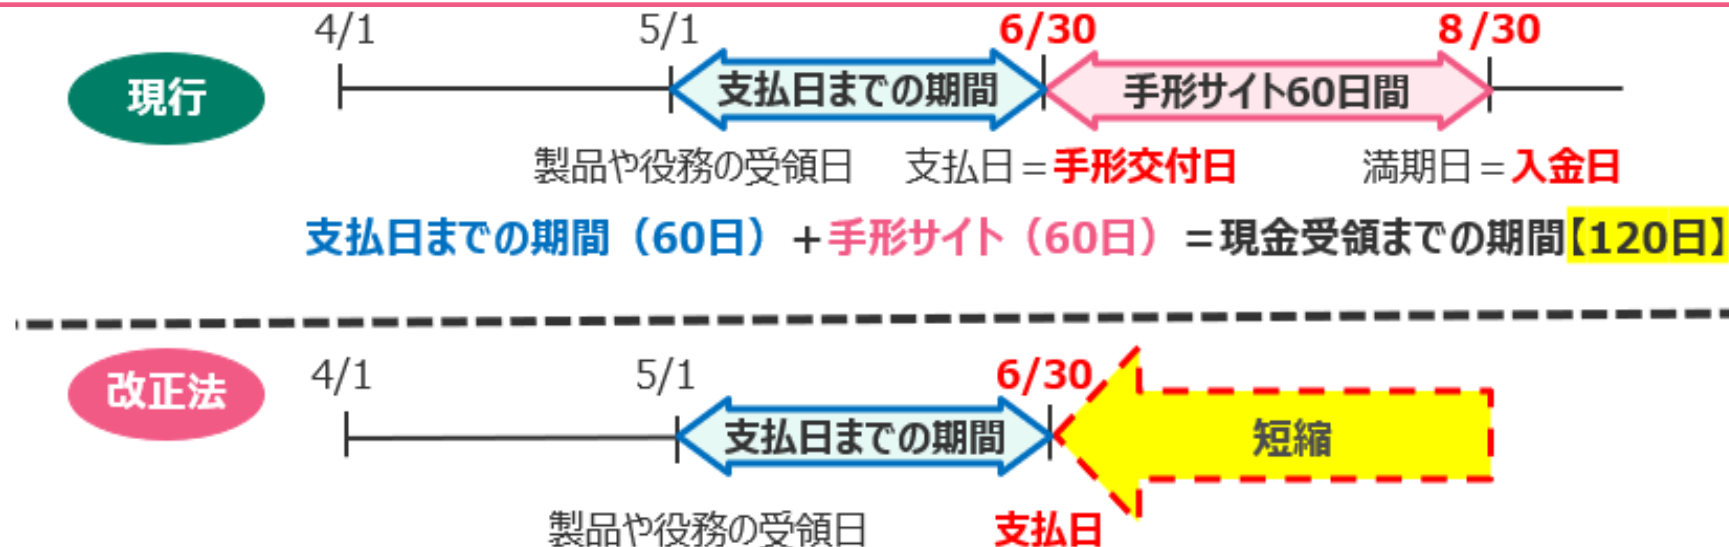 4/1 5/1 6/30 8/30
現行 支払日までの期間 手形サイト60日間
製品や役務の受領日 支払日=手形交付日 満期日=入金日
支払日までの期間（60日）+手形サイト（60日）=現金受領までの期間【120日】
4/1 5/1 6/30
改正法 支払日までの期間 短縮
製品や役務の受領日 支払日